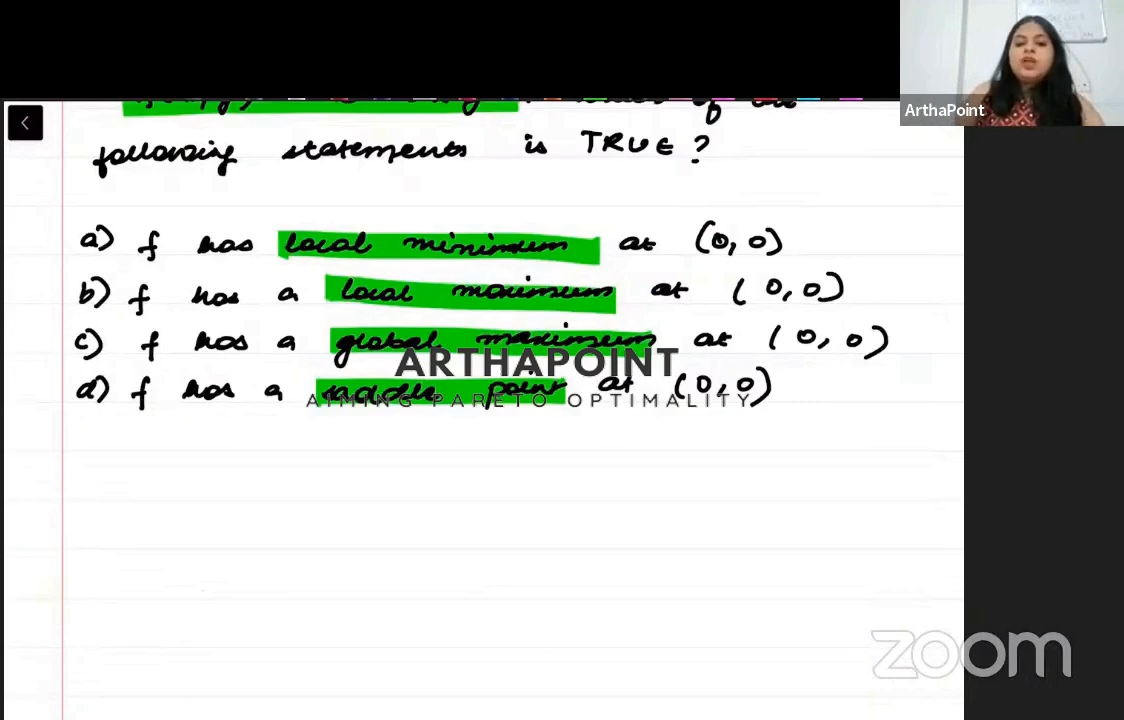 ArthaPoint
following statements is TRUE?
a) f has local minimum at (0,0)
b) f has a local maximum at (0,0)
c) f has a global maximum at (0,0)
ARTHAPOINT
d) f has a saddle point at (0,0)
AIMING PARETO OPTIMALITY
zoom